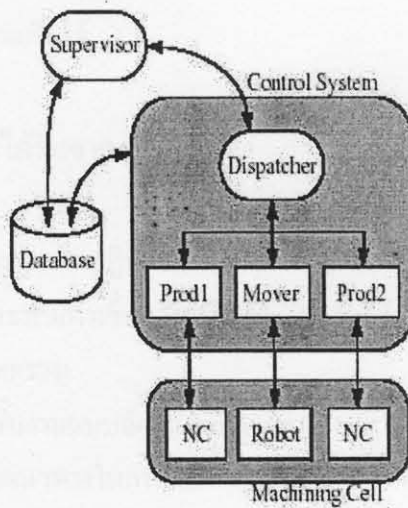 Supervisor
Control System
Dispatcher
Database
Prod1 Mover Prod2
NC Robot NC
Machining Cell